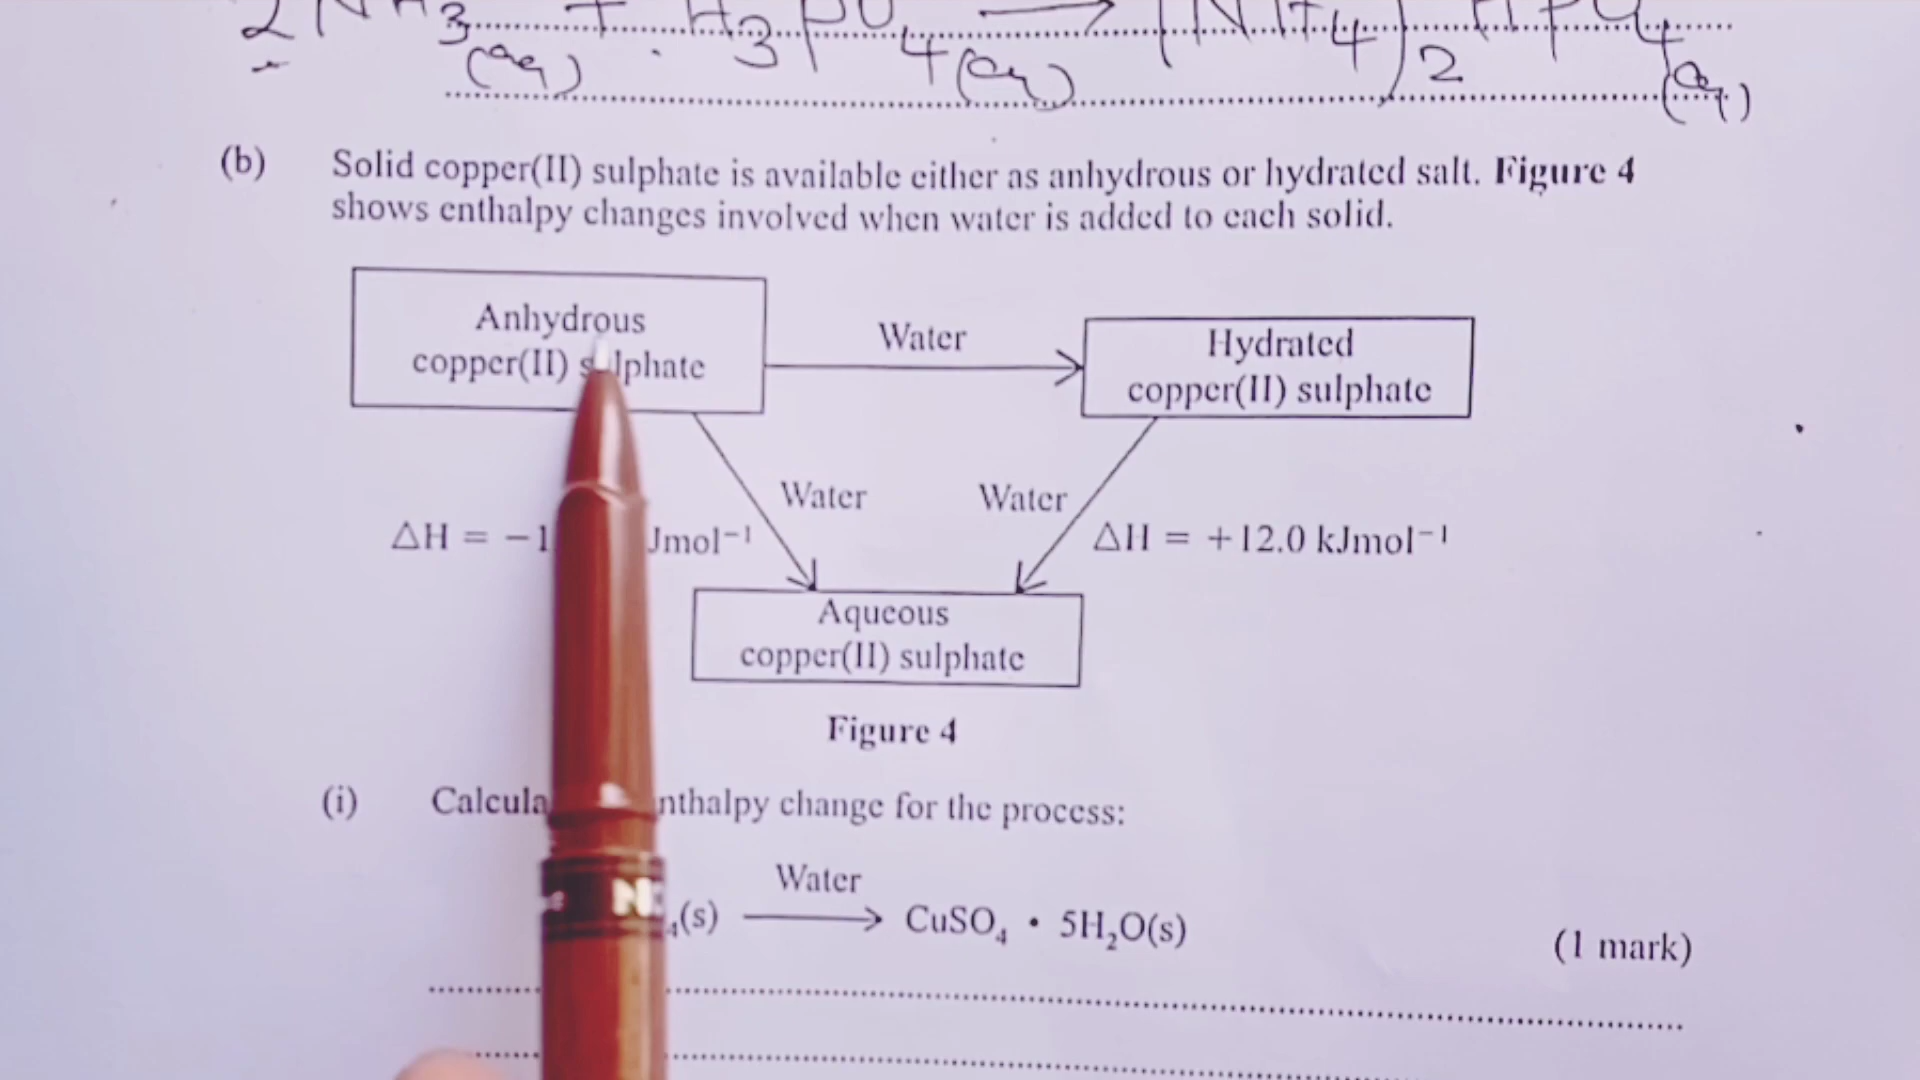 2NH3(aq) + H3PO4(aq) → (NH4)2HPO4(aq)
(b) Solid copper(II) sulphate is available either as anhydrous or hydrated salt. Figure 4
shows enthalpy changes involved when water is added to each solid.
Anhydrous
copper(II) sulphate
Water
Hydrated
copper(II) sulphate
Water
Water
△H = −1 Jmol⁻¹
△H = +12.0 kJmol⁻¹
Aqueous
copper(II) sulphate
Figure 4
(i) Calcula nthalpy change for the process:
Water
₄(s) ⟶ CuSO₄ • 5H₂O(s)
(1 mark)